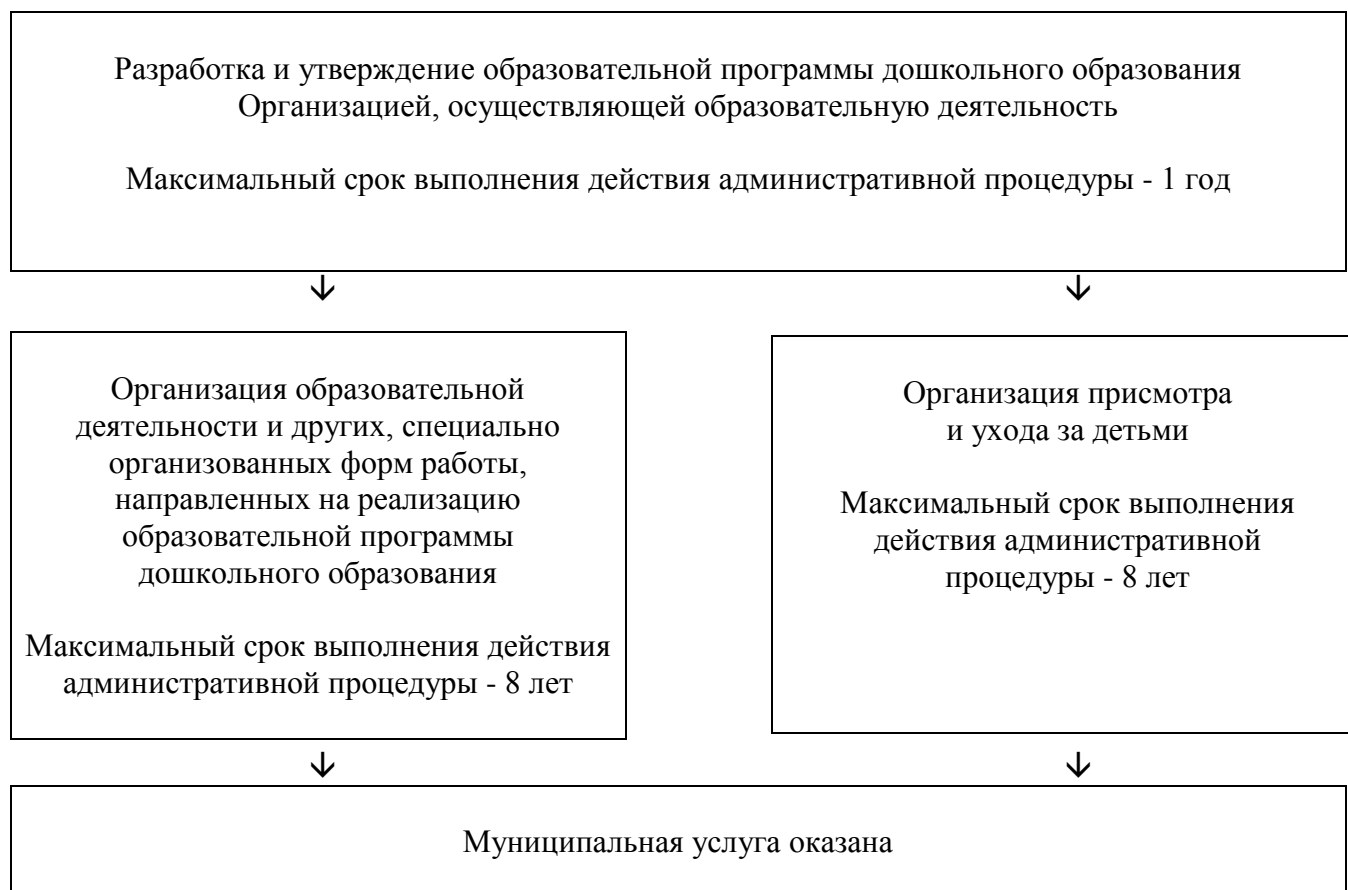 Разработка и утверждение образовательной программы дошкольного образования
Организацией, осуществляющей образовательную деятельность
Максимальный срок выполнения действия административной процедуры - 1 год
Организация образовательной
деятельности и других, специально
организованных форм работы,
направленных на реализацию
образовательной программы
дошкольного образования
Максимальный срок выполнения действия
административной процедуры - 8 лет
Организация присмотра
и ухода за детьми
Максимальный срок выполнения
действия административной
процедуры - 8 лет
Муниципальная услуга оказана